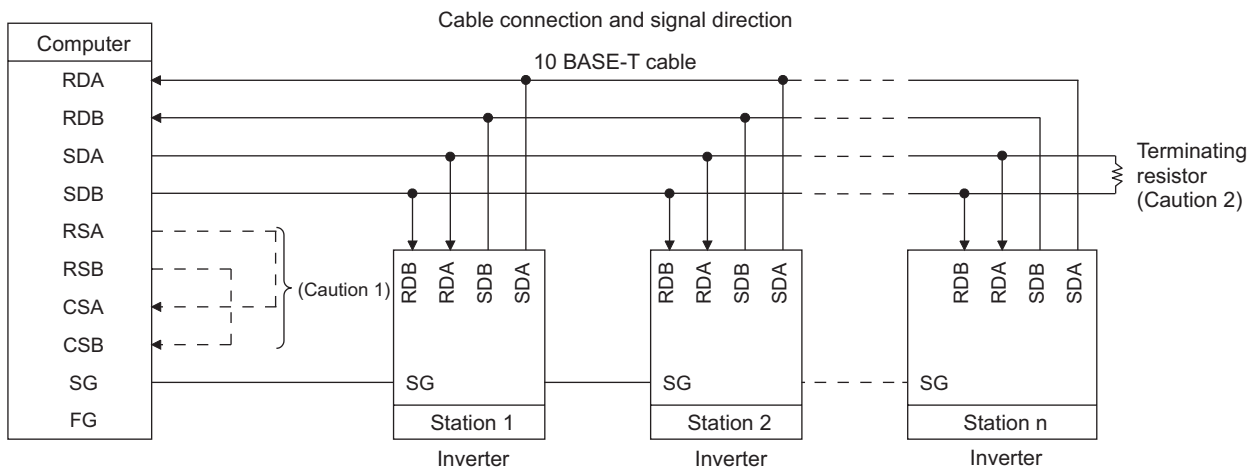 Cable connection and signal direction
Computer
10 BASE-T cable
RDA
RDB
SDA
SDB
RSA
RSB
CSA
CSB
SG
FG
(Caution 1)
Terminating
resistor
(Caution 2)
RDB
RDA
SDB
SDA
SG
Station 1
Inverter
RDB
RDA
SDB
SDA
SG
Station 2
Inverter
RDB
RDA
SDB
SDA
SG
Station n
Inverter